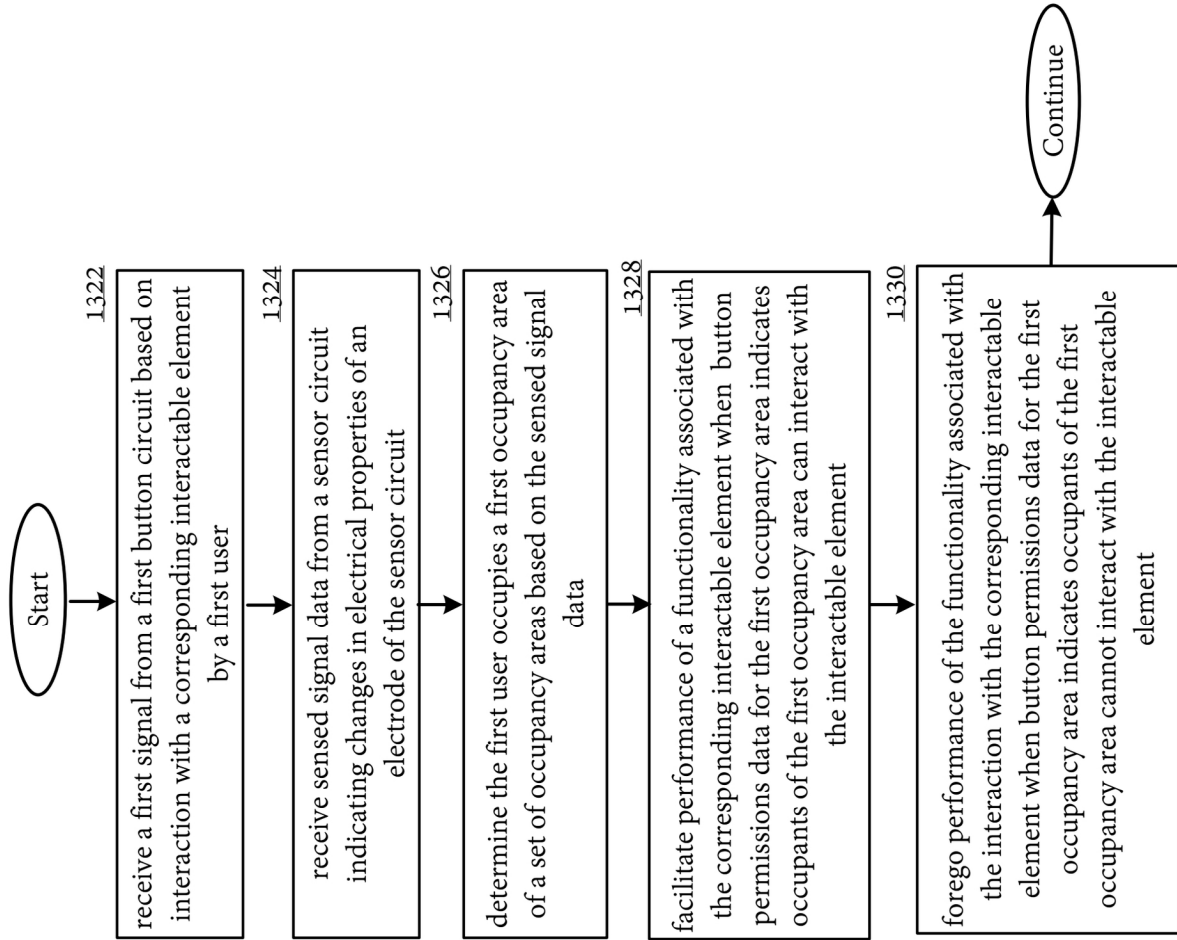 Start
1322
receive a first signal from a first button circuit based on
interaction with a corresponding interactable element
by a first user
1324
receive sensed signal data from a sensor circuit
indicating changes in electrical properties of an
electrode of the sensor circuit
1326
determine the first user occupies a first occupancy area
of a set of occupancy areas based on the sensed signal
data
1328
facilitate performance of a functionality associated with
the corresponding interactable element when button
permissions data for the first occupancy area indicates
occupants of the first occupancy area can interact with
the interactable element
1330
forego performance of the functionality associated with
the interaction with the corresponding interactable
element when button permissions data for the first
occupancy area indicates occupants of the first
occupancy area cannot interact with the interactable
element
Continue